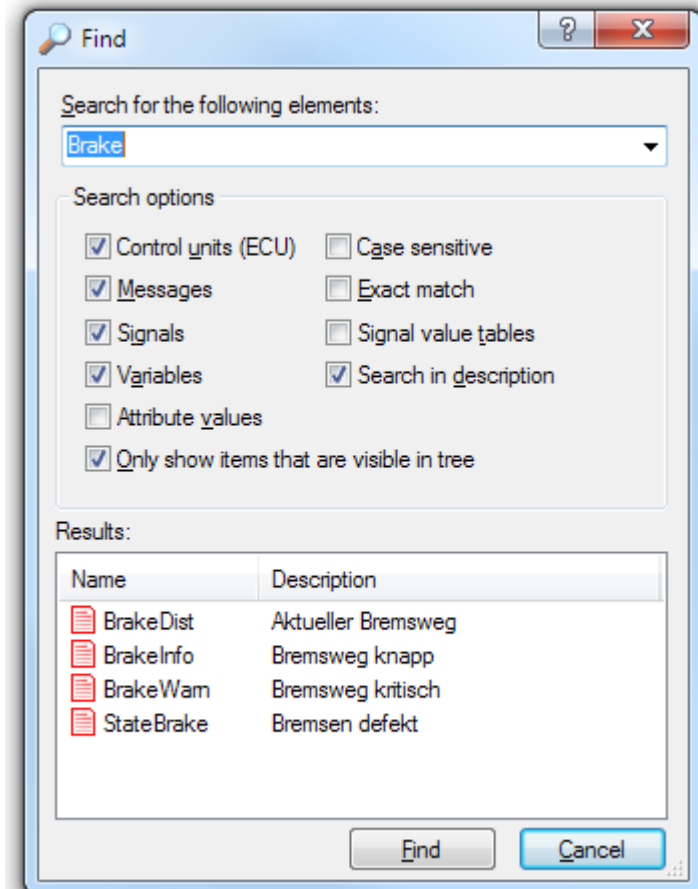 Find
Search for the following elements:
Brake
Search options
Control units (ECU) Case sensitive
Messages Exact match
Signals Signal value tables
Variables Search in description
Attribute values
Only show items that are visible in tree
Results:
Name Description
BrakeDist Aktueller Bremsweg
BrakeInfo Bremsweg knapp
BrakeWarn Bremsweg kritisch
StateBrake Bremsen defekt
Find Cancel